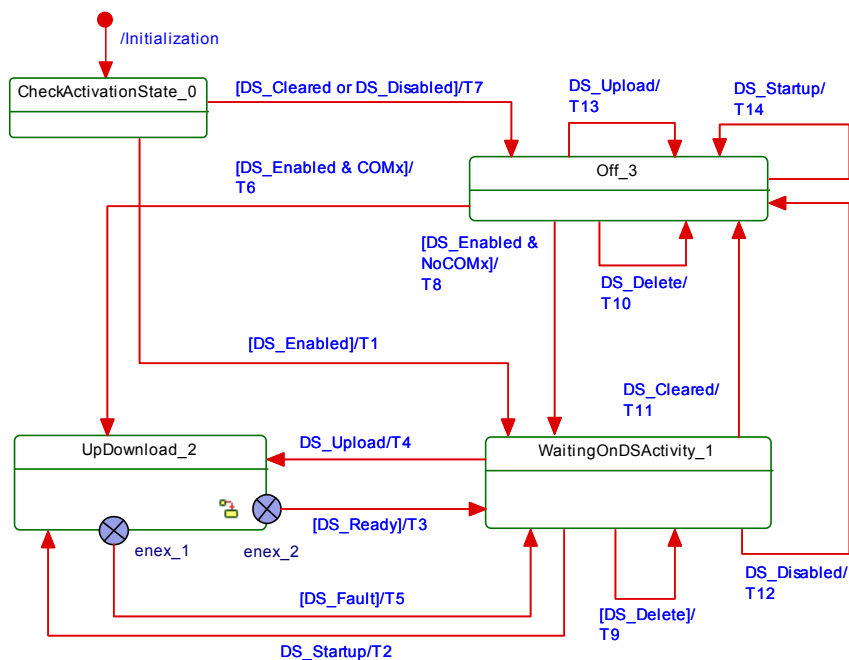 /Initialization
CheckActivationState_0
[DS_Cleared or DS_Disabled]/T7
DS_Upload/
T13
DS_Startup/
T14
[DS_Enabled & COMx]/
T6
Off_3
[DS_Enabled &
NoCOMx]/
T8
DS_Delete/
T10
[DS_Enabled]/T1
DS_Cleared/
T11
UpDownload_2
DS_Upload/T4
WaitingOnDSActivity_1
[DS_Ready]/T3
enex_1
enex_2
DS_Disabled/
T12
[DS_Fault]/T5
[DS_Delete]/
T9
DS_Startup/T2